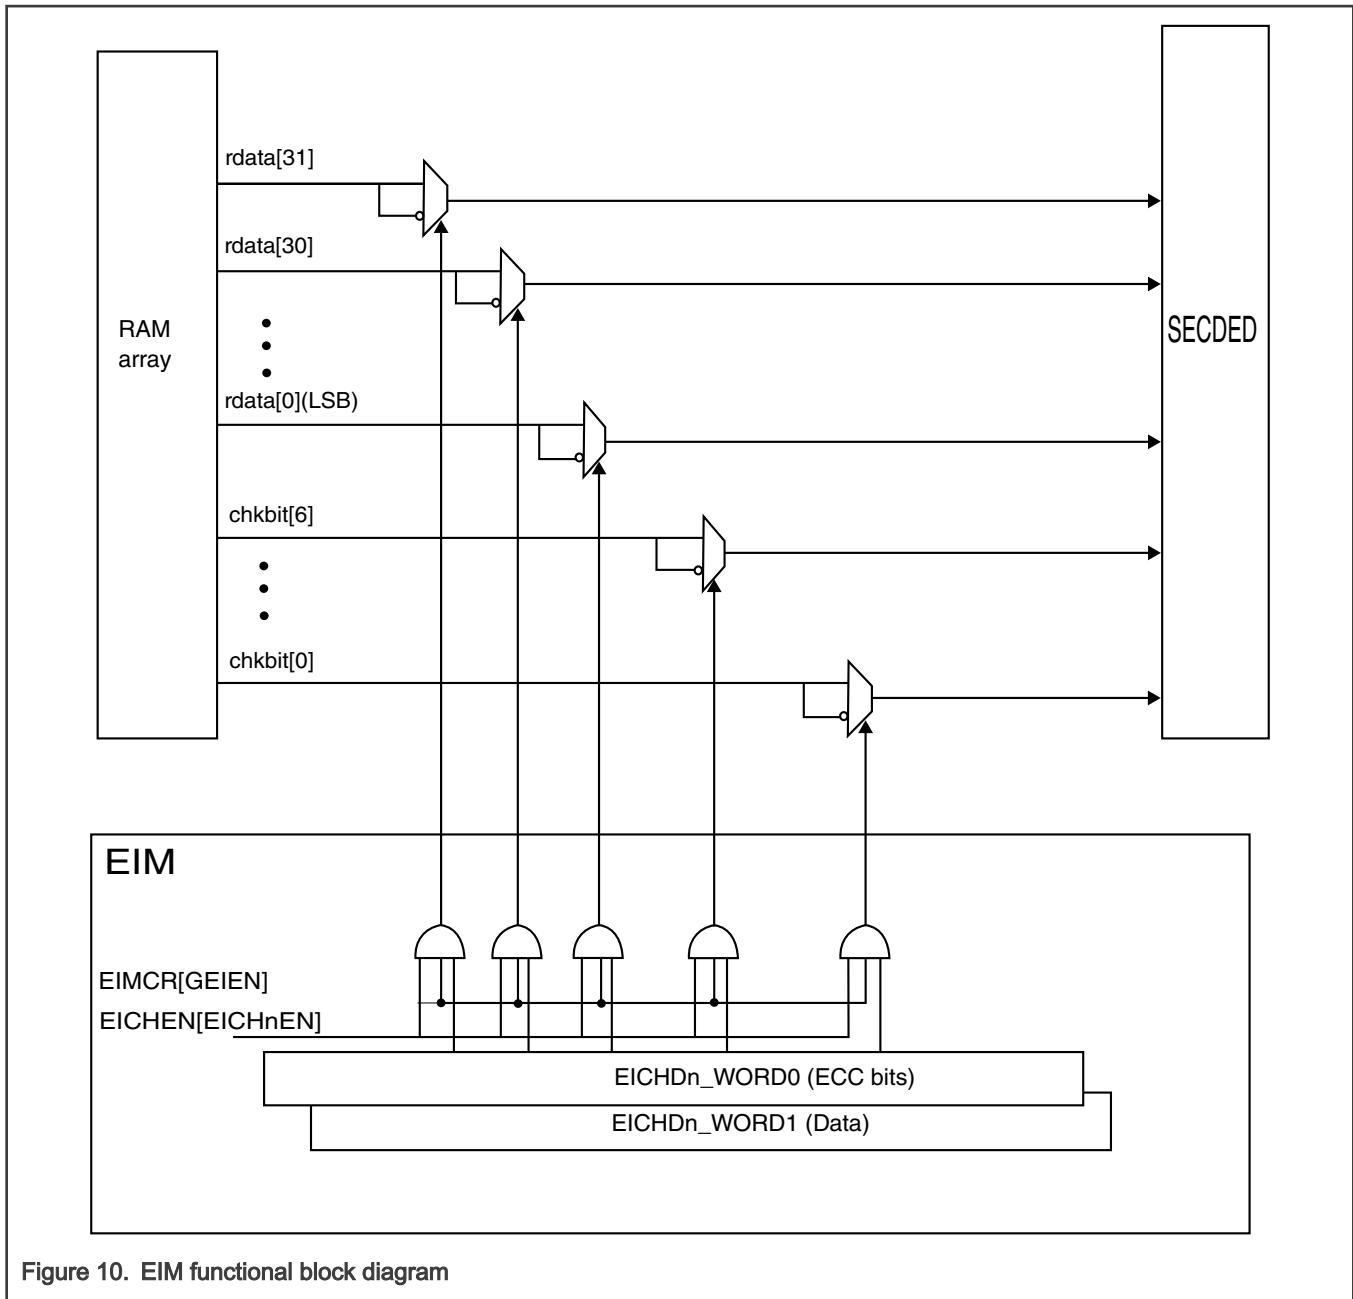 rdata[31]
rdata[30]
RAM
array
SECDED
rdata[0](LSB)
chkbit[6]
chkbit[0]
EIM
EIMCR[GEIEN]
EICHEN[EICHnEN]
EICHDn_WORD0 (ECC bits)
EICHDn_WORD1 (Data)
Figure 10. EIM functional block diagram